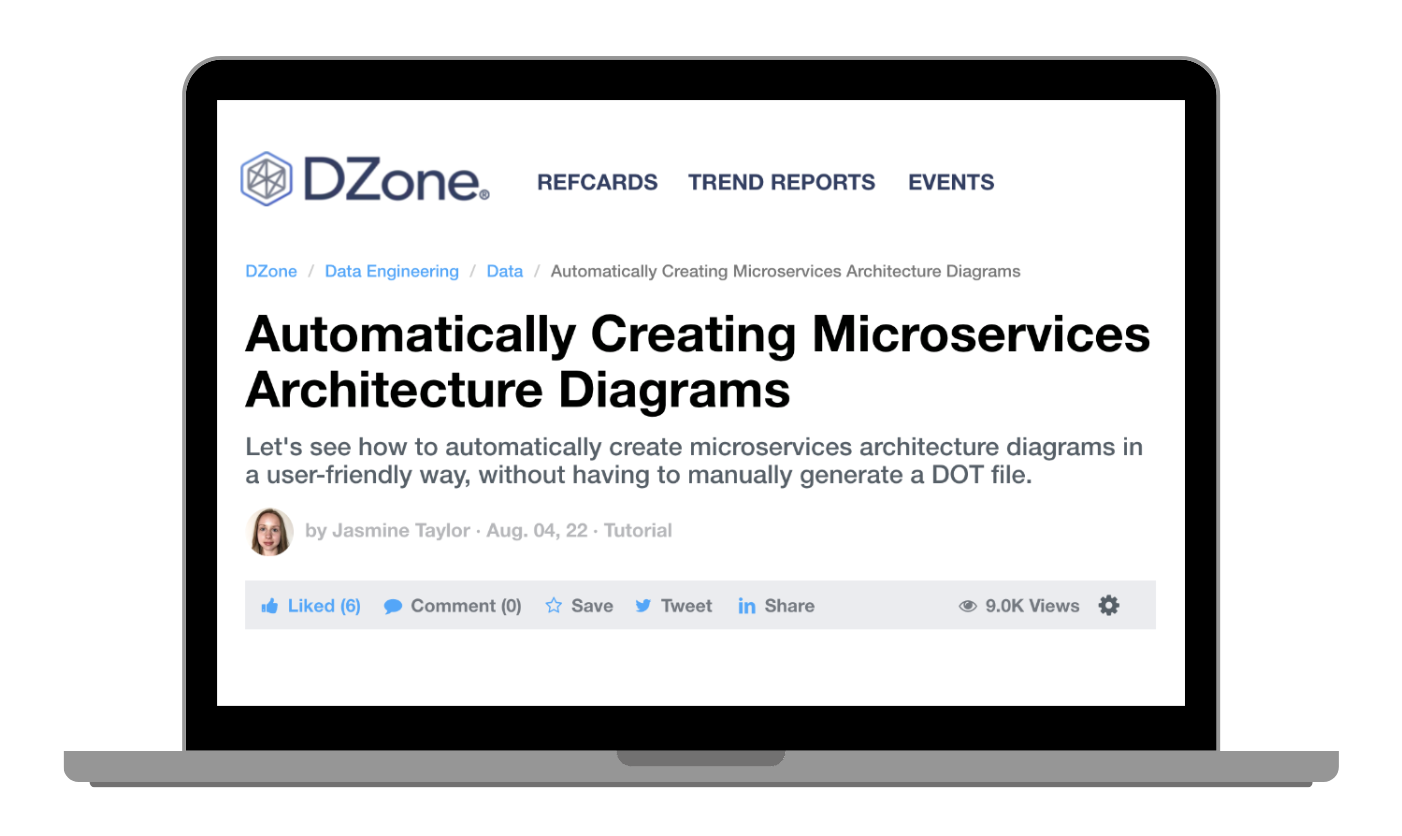 DZone® REFCARDS TREND REPORTS EVENTS
DZone / Data Engineering / Data / Automatically Creating Microservices Architecture Diagrams
Automatically Creating Microservices
Architecture Diagrams
Let's see how to automatically create microservices architecture diagrams in
a user-friendly way, without having to manually generate a DOT file.
by Jasmine Taylor · Aug. 04, 22 · Tutorial
Liked (6) Comment (0) Save Tweet in Share 9.0K Views